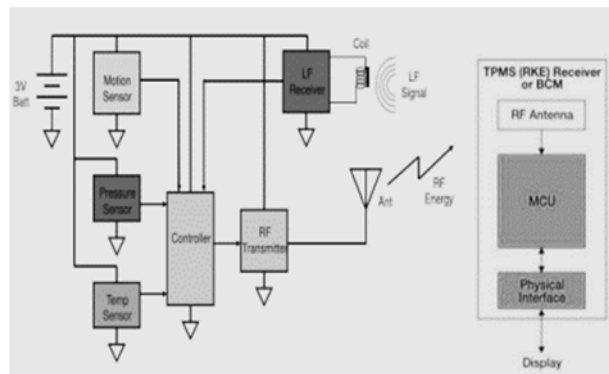 3V
Batt
Motion
Sensor
Pressure
Sensor
Temp
Sensor
Controller
RF
Transmitter
LF
Receiver
Coil
LF
Signal
Ant
RF
Energy
TPMS (RKE) Receiver
or BCM
RF Antenna
MCU
Physical
Interface
Display